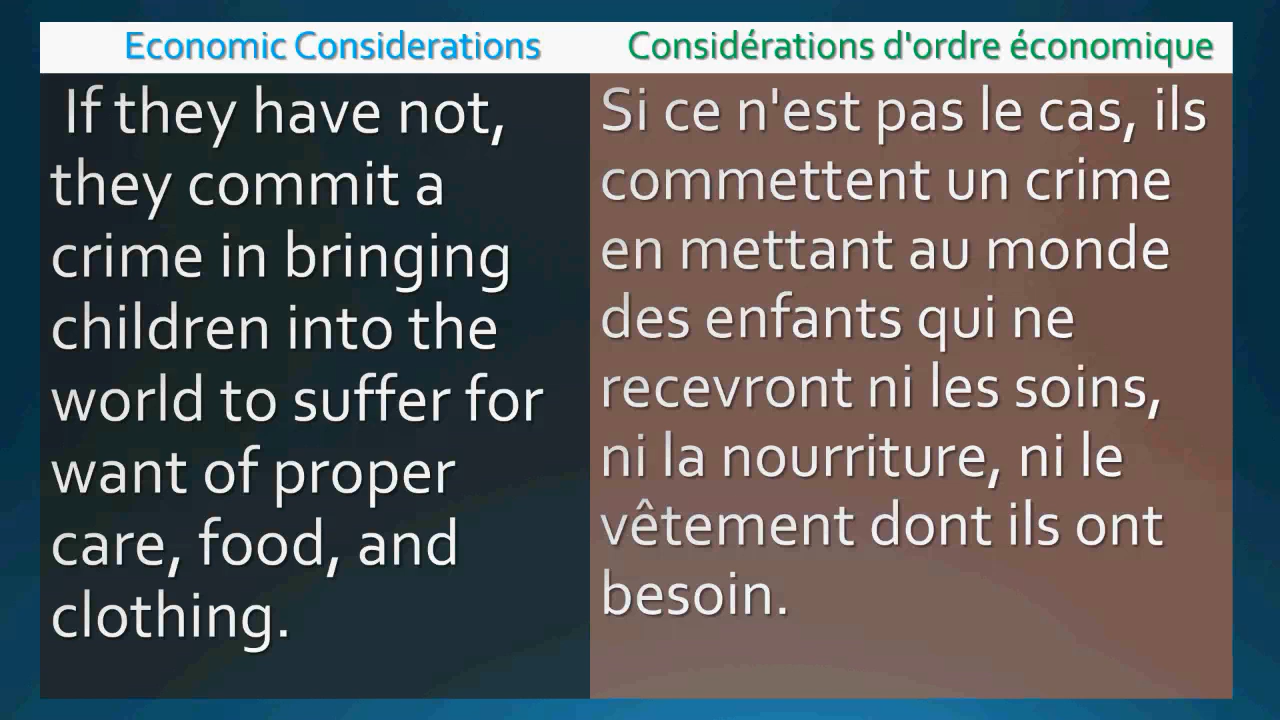 Economic Considerations
If they have not,
they commit a
crime in bringing
children into the
world to suffer for
want of proper
care, food, and
clothing.
Considérations d'ordre économique
Si ce n'est pas le cas, ils
commettent un crime
en mettant au monde
des enfants qui ne
recevront ni les soins,
ni la nourriture, ni le
vêtement dont ils ont
besoin.